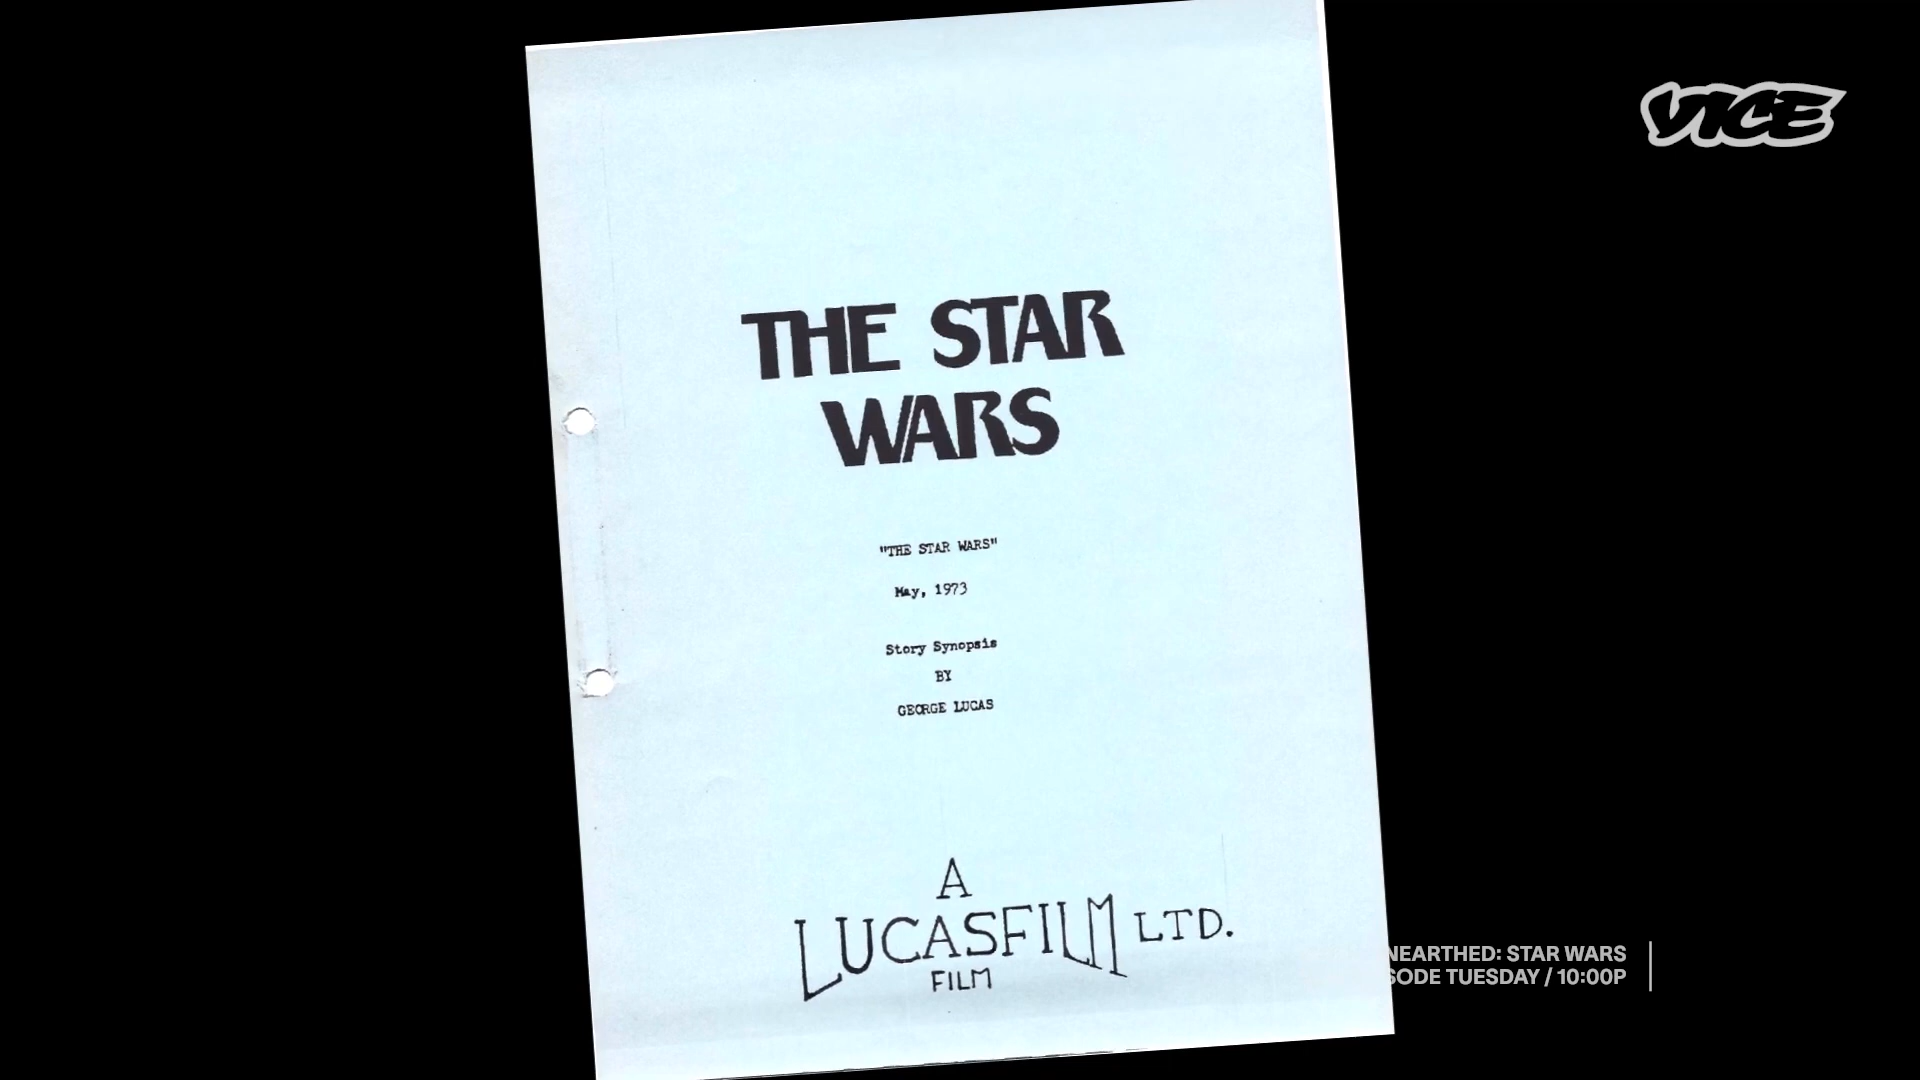 VICE
THE STAR
WARS
"THE STAR WARS"
May, 1973
Story Synopsis
BY
GEORGE LUCAS
A
LUCASFILM LTD.
FILM
NEARTHED: STAR WARS
SODE TUESDAY / 10:00P